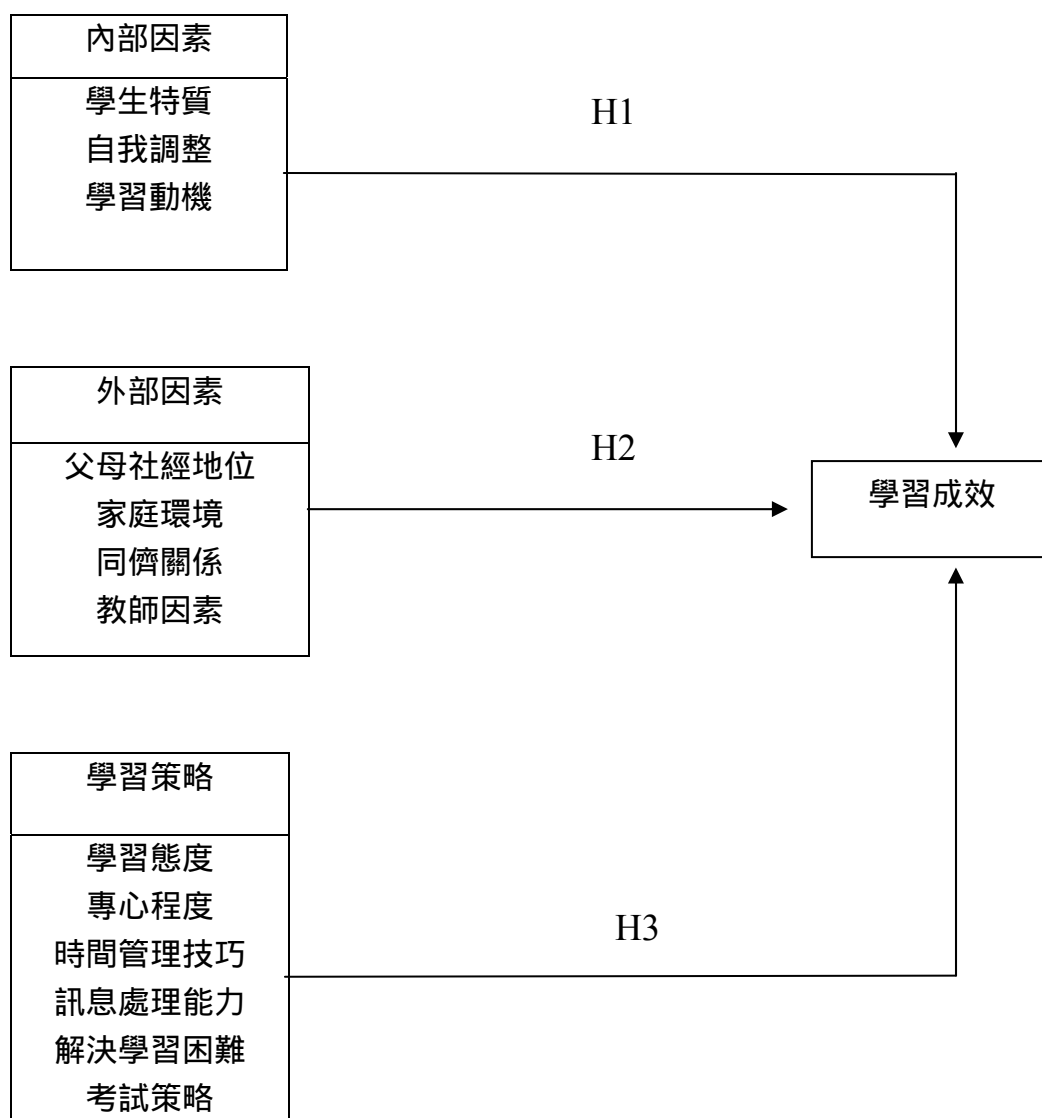 內部因素
學生特質
自我調整
學習動機
H1
外部因素
父母社經地位
家庭環境
同儕關係
教師因素
H2
學習成效
學習策略
學習態度
專心程度
時間管理技巧
訊息處理能力
解決學習困難
考試策略
H3